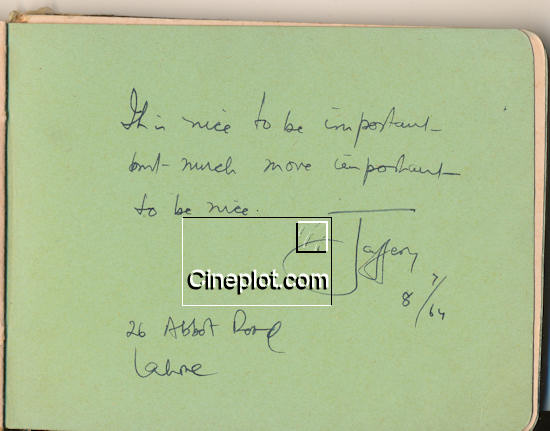 It is nice to be important
but much more important
to be nice.
Jaffery
Cineplot.com
8/7/64
26 Abbot Road
Lahore